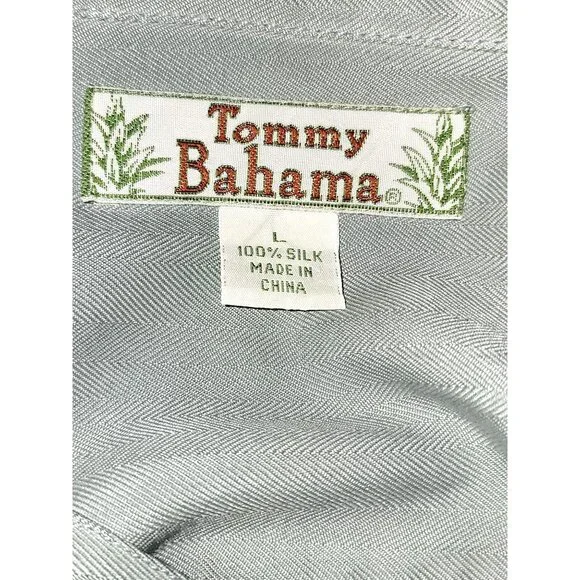 Tommy
Bahama®
L
100% SILK
MADE IN
CHINA